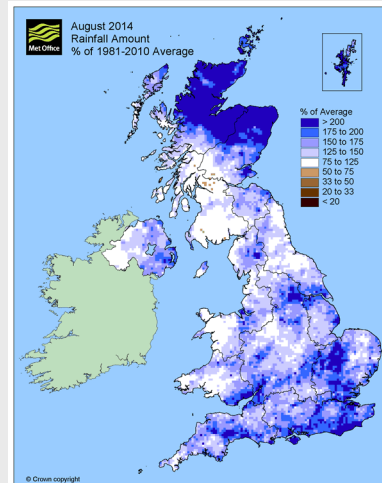 Met Office
August 2014
Rainfall Amount
% of 1981-2010 Average
% of Average
> 200
175 to 200
150 to 175
125 to 150
75 to 125
50 to 75
33 to 50
20 to 33
< 20
© Crown copyright